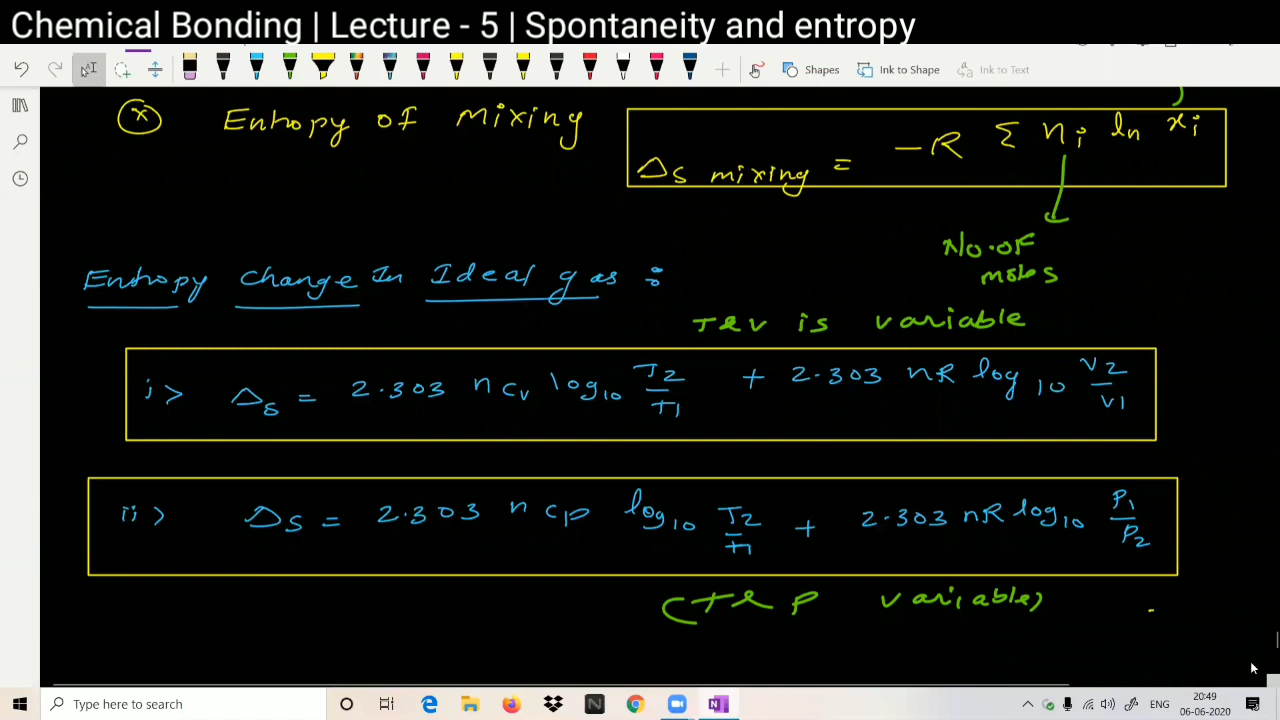 Chemical Bonding | Lecture - 5 | Spontaneity and entropy
Shapes
Ink to Shape
Ink to Text
(x) Entropy of mixing
ΔS mixing = -R Σ ni ln xi
No. of
moles
Entropy Change In Ideal gas :
T & V is variable
i> ΔS = 2.303 n Cv log10 T2/T1 + 2.303 nR log10 V2/V1
ii> ΔS = 2.303 n Cp log10 T2/T1 + 2.303 nR log10 P1/P2
(T & P variable)
Type here to search
ENG
20:49
06-06-2020